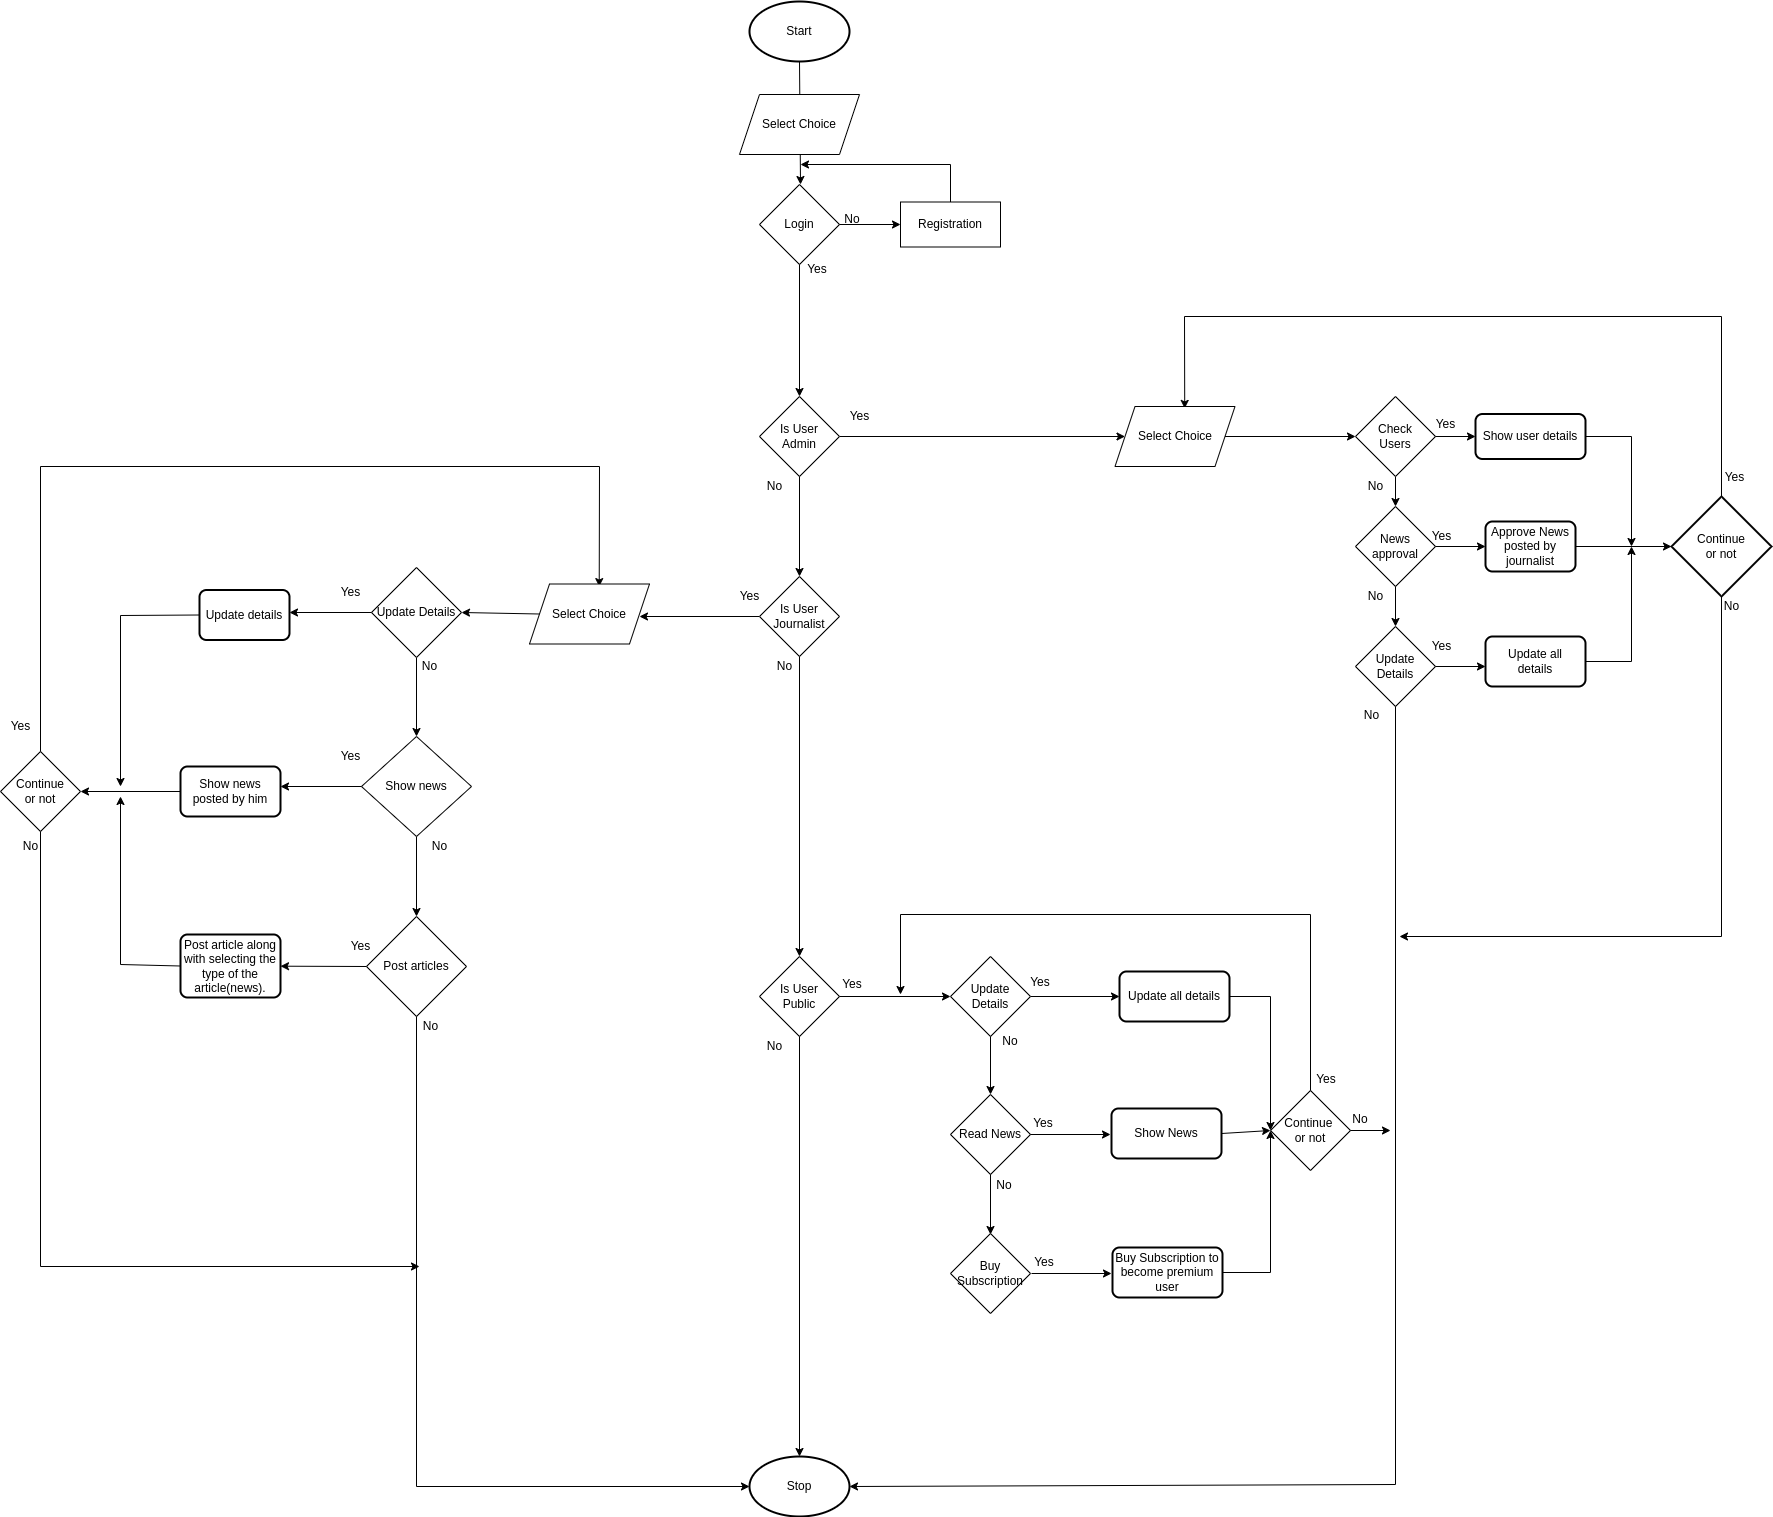 Start
Select Choice
Login
No
Registration
Yes
Is User
Admin
Yes
No
Select Choice
Check
Users
Yes
Show user details
No
News
approval
Yes
Approve News
posted by
journalist
No
Update
Details
Yes
Update all
details
No
Yes
Continue
or not
No
Is User
Journalist
Yes
No
Select Choice
Update Details
Yes
Update details
No
Show news
Yes
Show news
posted by him
No
Post articles
Yes
Post article along
with selecting the
type of the
article(news).
No
Yes
Continue
or not
No
Is User
Public
Yes
No
Update
Details
Yes
Update all details
No
Read News
Yes
Show News
No
Buy
Subscription
Yes
Buy Subscription to
become premium
user
Yes
Continue
or not
No
Stop